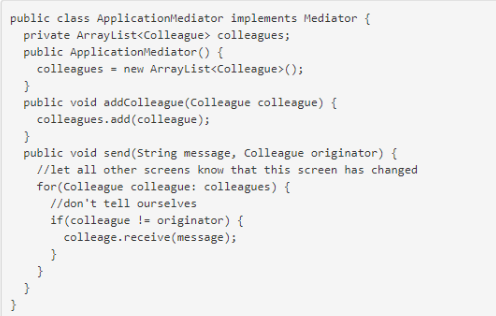 public class ApplicationMediator implements Mediator {
  private ArrayList<Colleague> colleagues;
  public ApplicationMediator() {
    colleagues = new ArrayList<Colleague>();
  }
  public void addColleague(Colleague colleague) {
    colleagues.add(colleague);
  }
  public void send(String message, Colleague originator) {
    //let all other screens know that this screen has changed
    for(Colleague colleague: colleagues) {
      //don't tell ourselves
      if(colleague != originator) {
        colleage.receive(message);
      }
    }
  }
}